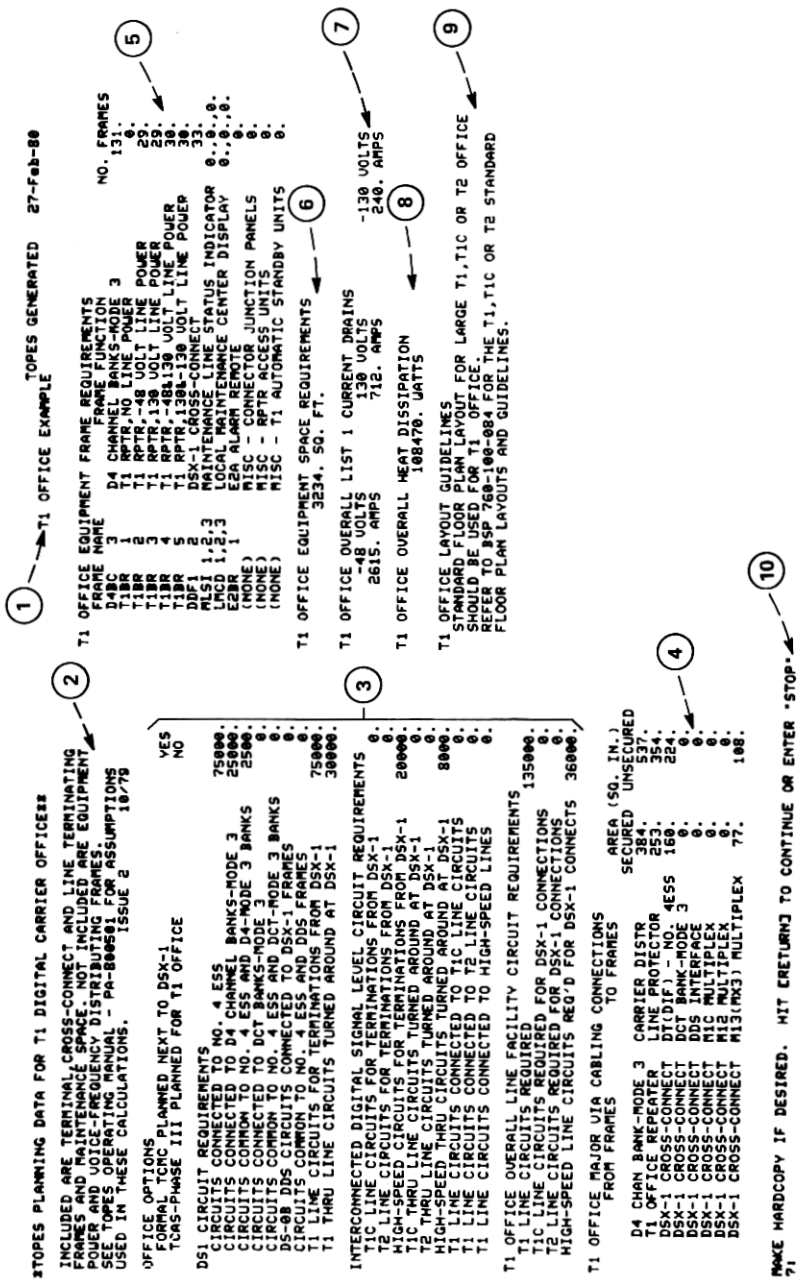 *TOPES PLANNING DATA FOR T1 DIGITAL CARRIER OFFICE**
INCLUDED ARE TERMINAL CROSS-CONNECT AND LINE TERMINATING
FRAMES AND MAINTENANCE SPACE. NOT INCLUDED ARE EQUIPMENT
POWER AND VOICE-FREQUENCY DISTRIBUTING FRAMES.
SEE TOPES OPERATING MANUAL - PA-800501 FOR ASSUMPTIONS
USED IN THESE CALCULATIONS. ISSUE 2 10/79
2
OFFICE OPTIONS
FORMAL TCMC PLANNED NEXT TO DSX-1 YES
TCAS-PHASE III PLANNED FOR T1 OFFICE NO
DS1 CIRCUIT REQUIREMENTS
CIRCUITS CONNECTED TO NO. 4 ESS 75000.
CIRCUITS CONNECTED TO D4 CHANNEL BANKS-MODE 3 25000.
CIRCUITS COMMON TO NO. 4 ESS AND D4-MODE 3 BANKS 2500.
CIRCUITS CONNECTED TO DCT BANKS-MODE 3 0.
CIRCUITS COMMON TO NO. 4 ESS AND DCT-MODE 3 BANKS 0.
DS-0B DDS CIRCUITS CONNECTED TO DSX-1 FRAMES 0.
CIRCUITS COMMON TO NO. 4 ESS AND DDS FRAMES 0.
T1 LINE CIRCUITS FOR TERMINATIONS FROM DSX-1 75000.
T1 THRU LINE CIRCUITS TURNED AROUND AT DSX-1 30000.
3
INTERCONNECTED DIGITAL SIGNAL LEVEL CIRCUIT REQUIREMENTS
T1C LINE CIRCUITS FOR TERMINATIONS FROM DSX-1 0.
T2 LINE CIRCUITS FOR TERMINATIONS FROM DSX-1 0.
HIGH-SPEED CIRCUITS FOR TERMINATIONS FROM DSX-1 20000.
T1C THRU LINE CIRCUITS TURNED AROUND AT DSX-1 0.
T2 THRU LINE CIRCUITS TURNED AROUND AT DSX-1 0.
HIGH-SPEED THRU CIRCUITS TURNED AROUND AT DSX-1 8000.
T1 LINE CIRCUITS CONNECTED TO T1C LINE CIRCUITS 0.
T1 LINE CIRCUITS CONNECTED TO T2 LINE CIRCUITS 0.
T1 LINE CIRCUITS CONNECTED TO HIGH-SPEED LINES 0.
T1 OFFICE OVERALL LINE FACILITY CIRCUIT REQUIREMENTS
T1 LINE CIRCUITS REQUIRED 135000.
T1C LINE CIRCUITS REQUIRED FOR DSX-1 CONNECTIONS 0.
T2 LINE CIRCUITS REQUIRED FOR DSX-1 CONNECTIONS 0.
HIGH-SPEED LINE CIRCUITS REQ'D FOR DSX-1 CONNECTS 36000.
T1 OFFICE MAJOR VIA CABLING CONNECTIONS
FROM FRAMES TO FRAMES AREA (SQ. IN.)
SECURED UNSECURED
D4 CHAN BANK-MODE 3 CARRIER DISTR 384. 537.
T1 OFFICE REPEATER LINE PROTECTOR 253. 354.
DSX-1 CROSS-CONNECT DT(DIF) - NO. 4ESS 160. 224.
DSX-1 CROSS-CONNECT DCT BANK-MODE 3 0. 0.
DSX-1 CROSS-CONNECT DDS INTERFACE 0. 0.
DSX-1 CROSS-CONNECT M1C MULTIPLEX 0. 0.
DSX-1 CROSS-CONNECT M12 MULTIPLEX 0. 0.
DSX-1 CROSS-CONNECT M13(MX3) MULTIPLEX 77. 108.
4
MAKE HARDCOPY IF DESIRED. HIT [RETURN] TO CONTINUE OR ENTER "STOP".
?:
10
TOPES GENERATED 27-Feb-80
1
T1 OFFICE EXAMPLE
T1 OFFICE EQUIPMENT FRAME REQUIREMENTS
FRAME NAME FRAME FUNCTION NO. FRAMES
D4BC 3 D4 CHANNEL BANKS-MODE 3 131.
T1BR 1 T1 RPTR,NO LINE POWER 0.
T1BR 2 T1 RPTR,-48 VOLT LINE POWER 29.
T1BR 3 T1 RPTR,130 VOLT LINE POWER 29.
T1BR 4 T1 RPTR,-48&130 VOLT LINE POWER 30.
T1BR 5 T1 RPTR,130&-130 VOLT LINE POWER 30.
DDF1 2 DSX-1 CROSS-CONNECT 33.
MLSI 1,2,3 MAINTENANCE LINE STATUS INDICATOR 0.,0.,0.
LMCD 1,2,3 LOCAL MAINTENANCE CENTER DISPLAY 0.,0.,0.
E2BR 1 E2A ALARM REMOTE 0.
(NONE) MISC - CONNECTOR JUNCTION PANELS 0.
(NONE) MISC - RPTR ACCESS UNITS 0.
(NONE) MISC - T1 AUTOMATIC STANDBY UNITS 0.
5
T1 OFFICE EQUIPMENT SPACE REQUIREMENTS
3234. SQ. FT.
6
T1 OFFICE OVERALL LIST 1 CURRENT DRAINS
-48 VOLTS 130 VOLTS -130 VOLTS
2615. AMPS 712. AMPS 240. AMPS
7
T1 OFFICE OVERALL HEAT DISSIPATION
108470. WATTS
8
T1 OFFICE LAYOUT GUIDELINES
STANDARD FLOOR PLAN LAYOUT FOR LARGE T1,T1C OR T2 OFFICE
SHOULD BE USED FOR T1 OFFICE.
REFER TO BSP 760-100-084 FOR THE T1,T1C OR T2 STANDARD
FLOOR PLAN LAYOUTS AND GUIDELINES.
9